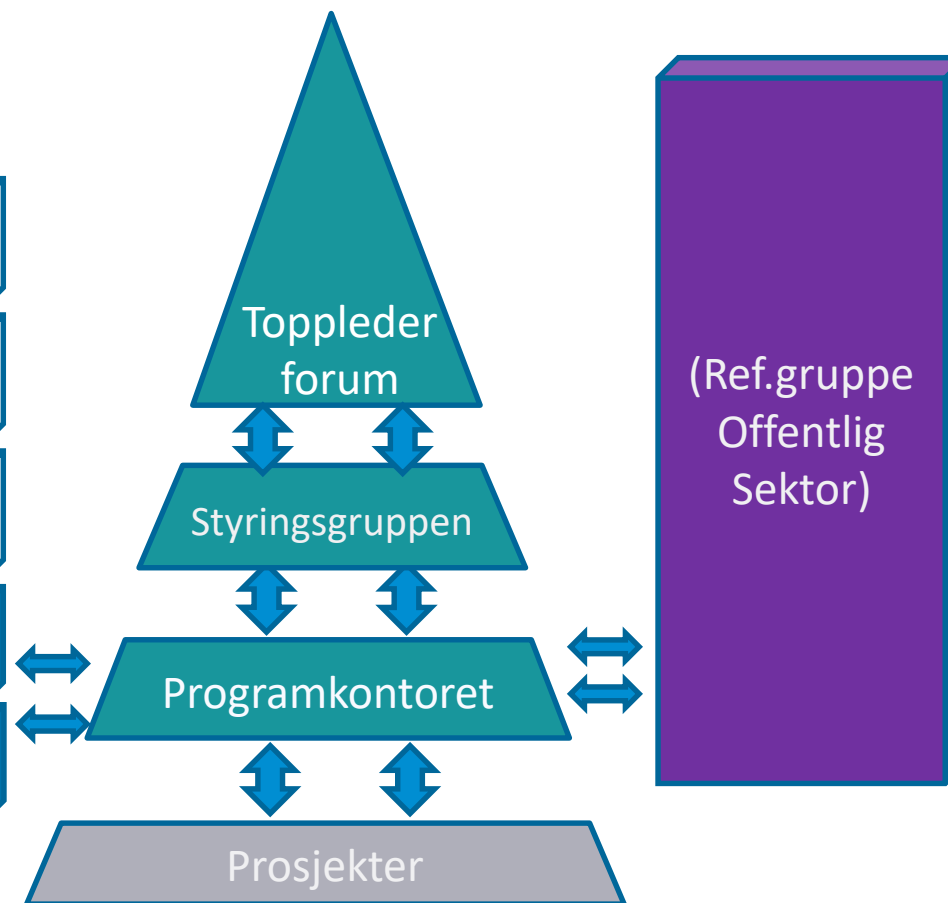 Toppleder
forum
Styringsgruppen
Programkontoret
Prosjekter
(Ref.gruppe
Offentlig
Sektor)